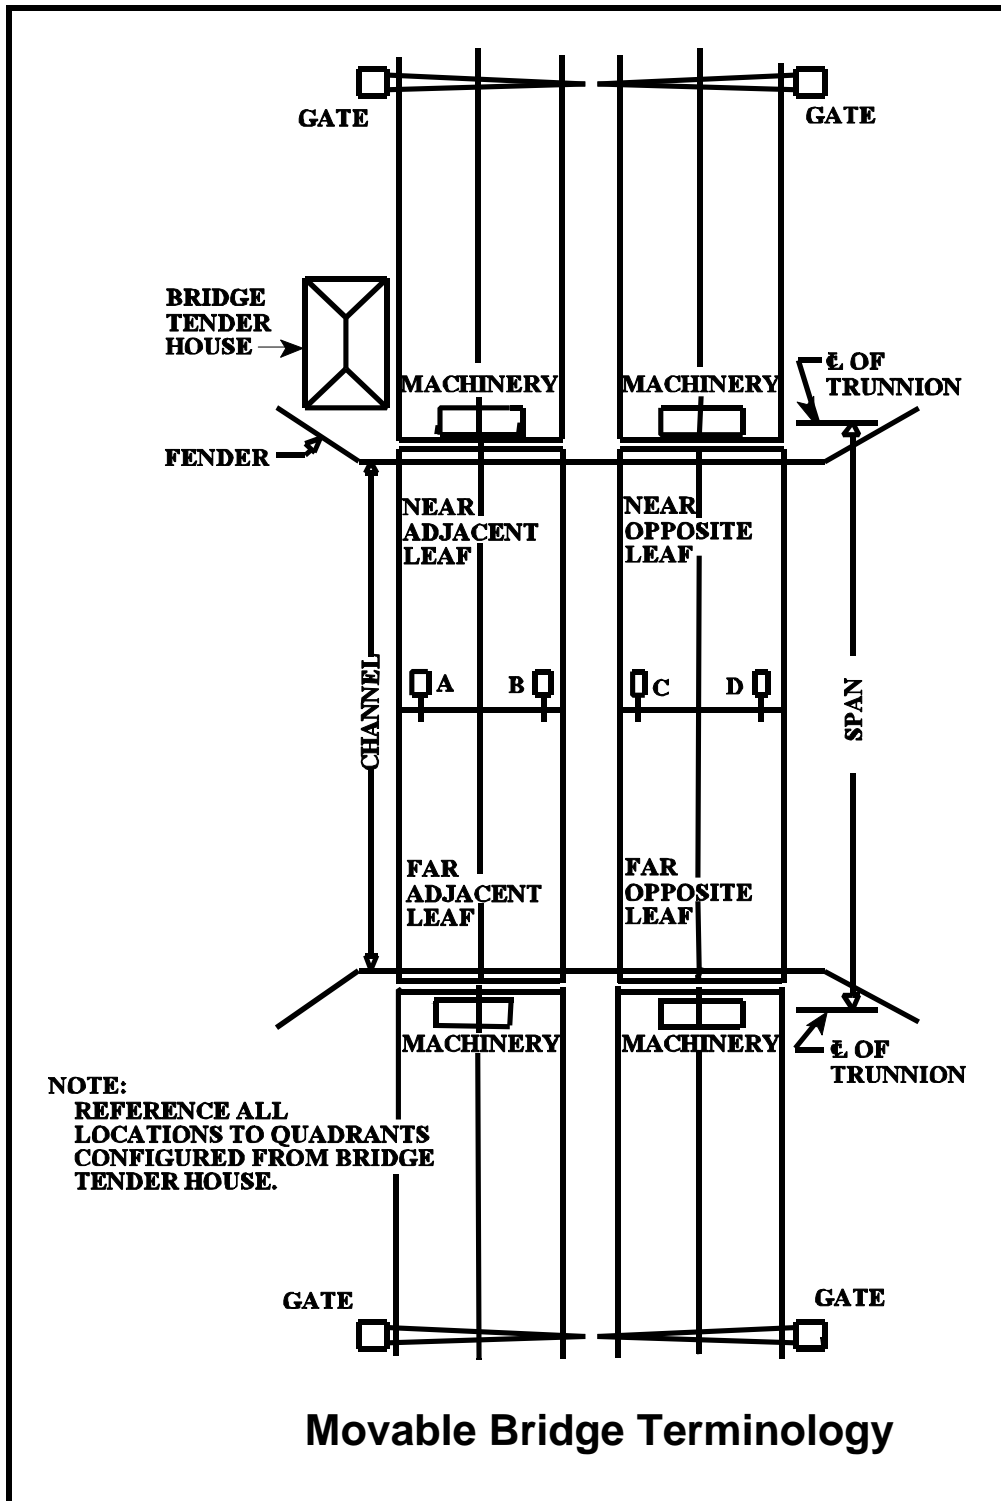 GATE
GATE
BRIDGE
TENDER
HOUSE
MACHINERY
MACHINERY
℄ OF
TRUNNION
FENDER
NEAR
ADJACENT
LEAF
NEAR
OPPOSITE
LEAF
CHANNEL
A
B
C
D
SPAN
FAR
ADJACENT
LEAF
FAR
OPPOSITE
LEAF
MACHINERY
MACHINERY
℄ OF
TRUNNION
NOTE:
REFERENCE ALL
LOCATIONS TO QUADRANTS
CONFIGURED FROM BRIDGE
TENDER HOUSE.
GATE
GATE
Movable Bridge Terminology